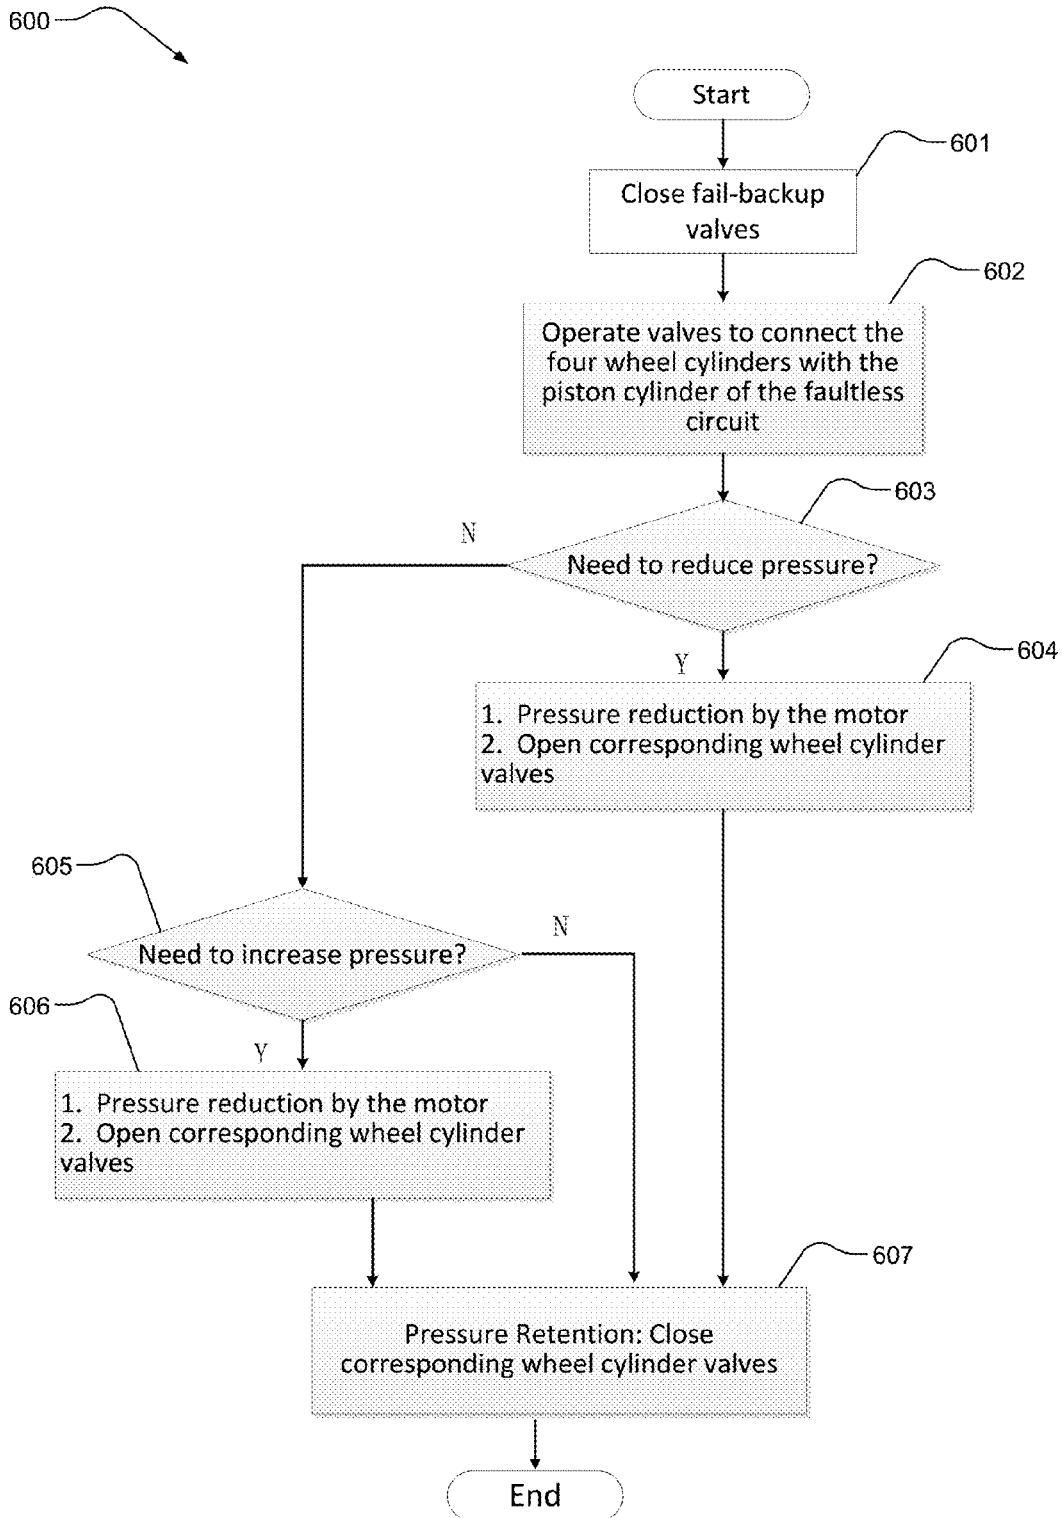 600
Start
601
Close fail-backup
valves
602
Operate valves to connect the
four wheel cylinders with the
piston cylinder of the faultless
circuit
603
N
Need to reduce pressure?
604
Y
1. Pressure reduction by the motor
2. Open corresponding wheel cylinder
valves
605
N
Need to increase pressure?
606
Y
1. Pressure reduction by the motor
2. Open corresponding wheel cylinder
valves
607
Pressure Retention: Close
corresponding wheel cylinder valves
End